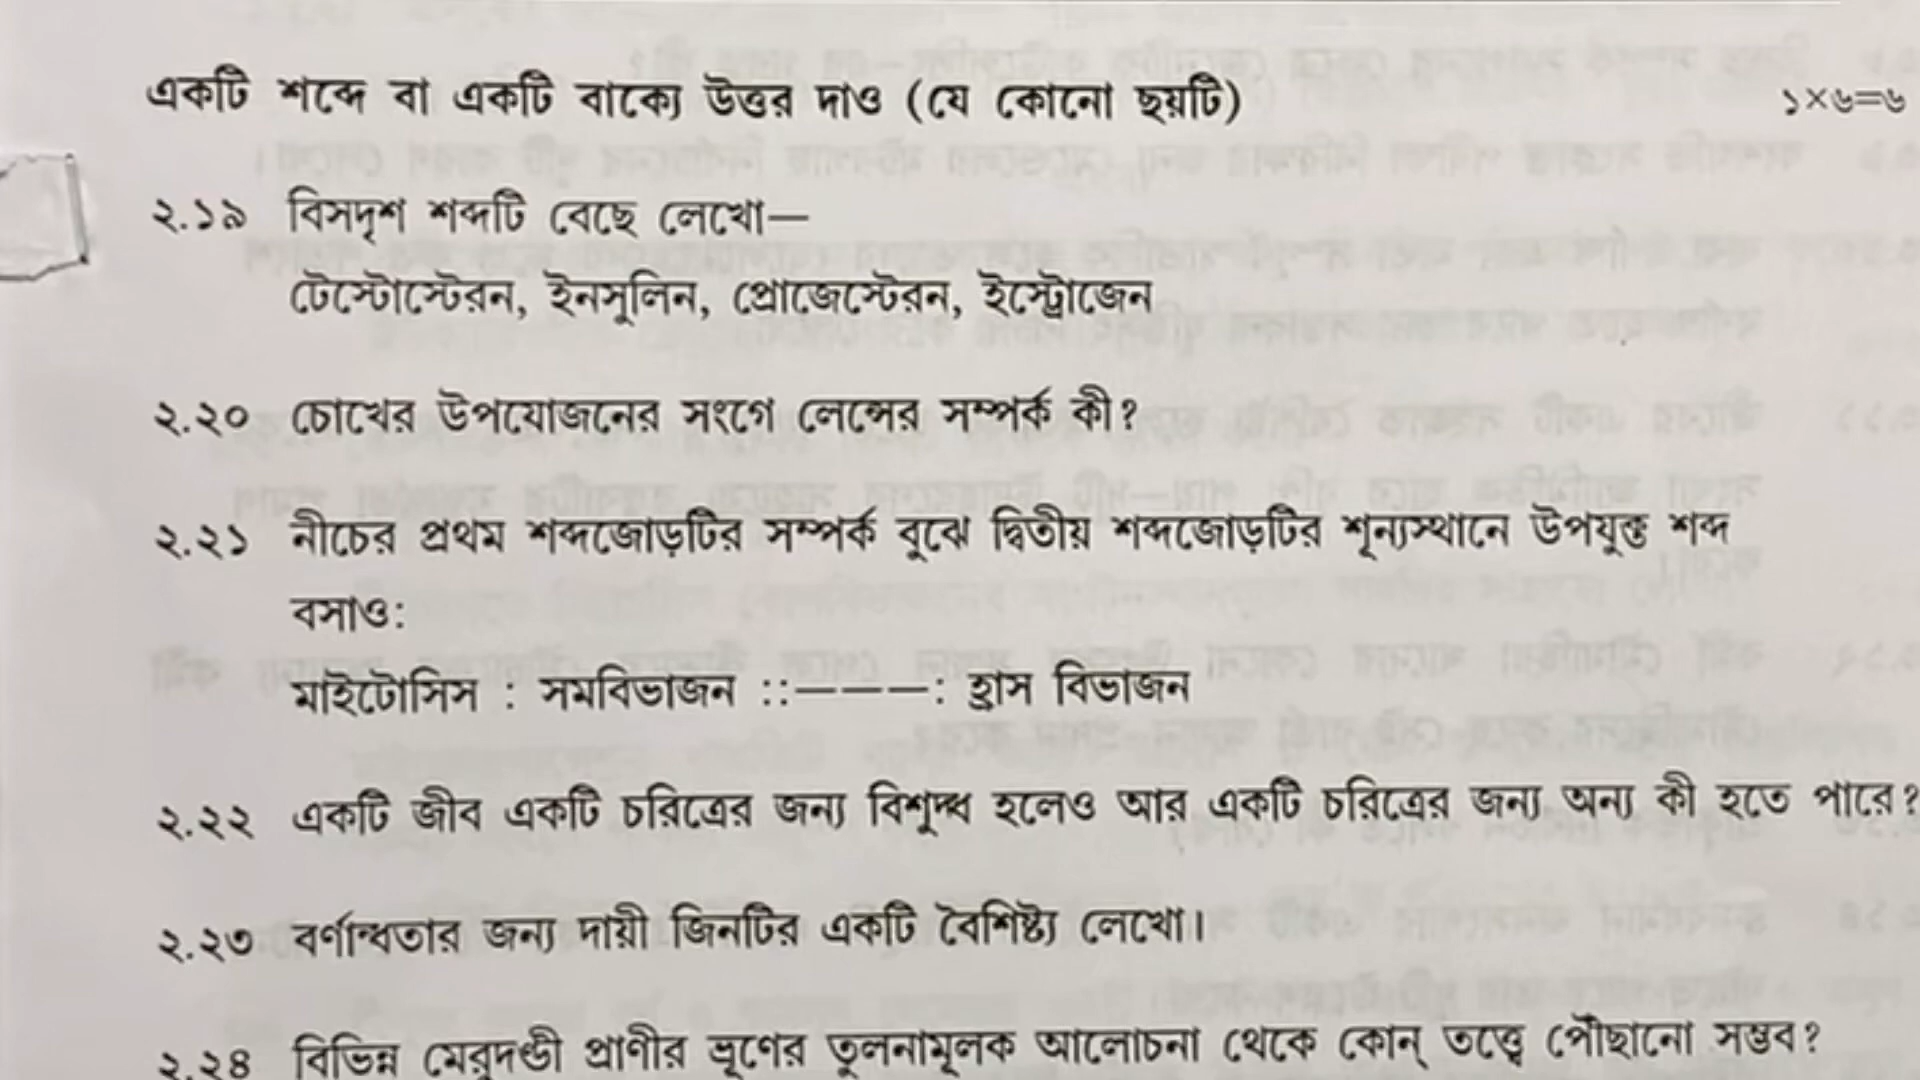 একটি শব্দে বা একটি বাক্যে উত্তর দাও (যে কোনো ছয়টি) ১×৬=৬
২.১৯ বিসদৃশ শব্দটি বেছে লেখো—
টেস্টোস্টেরন, ইনসুলিন, প্রোজেস্টেরন, ইস্ট্রোজেন
২.২০ চোখের উপযোজনের সংগে লেন্সের সম্পর্ক কী?
২.২১ নীচের প্রথম শব্দজোড়টির সম্পর্ক বুঝে দ্বিতীয় শব্দজোড়টির শূন্যস্থানে উপযুক্ত শব্দ
বসাও:
মাইটোসিস : সমবিভাজন ::———: হ্রাস বিভাজন
২.২২ একটি জীব একটি চরিত্রের জন্য বিশুদ্ধ হলেও আর একটি চরিত্রের জন্য অন্য কী হতে পারে?
২.২৩ বর্ণান্ধতার জন্য দায়ী জিনটির একটি বৈশিষ্ট্য লেখো।
২.২৪ বিভিন্ন মেরুদণ্ডী প্রাণীর ভ্রূণের তুলনামূলক আলোচনা থেকে কোন্ তত্ত্বে পৌঁছানো সম্ভব?